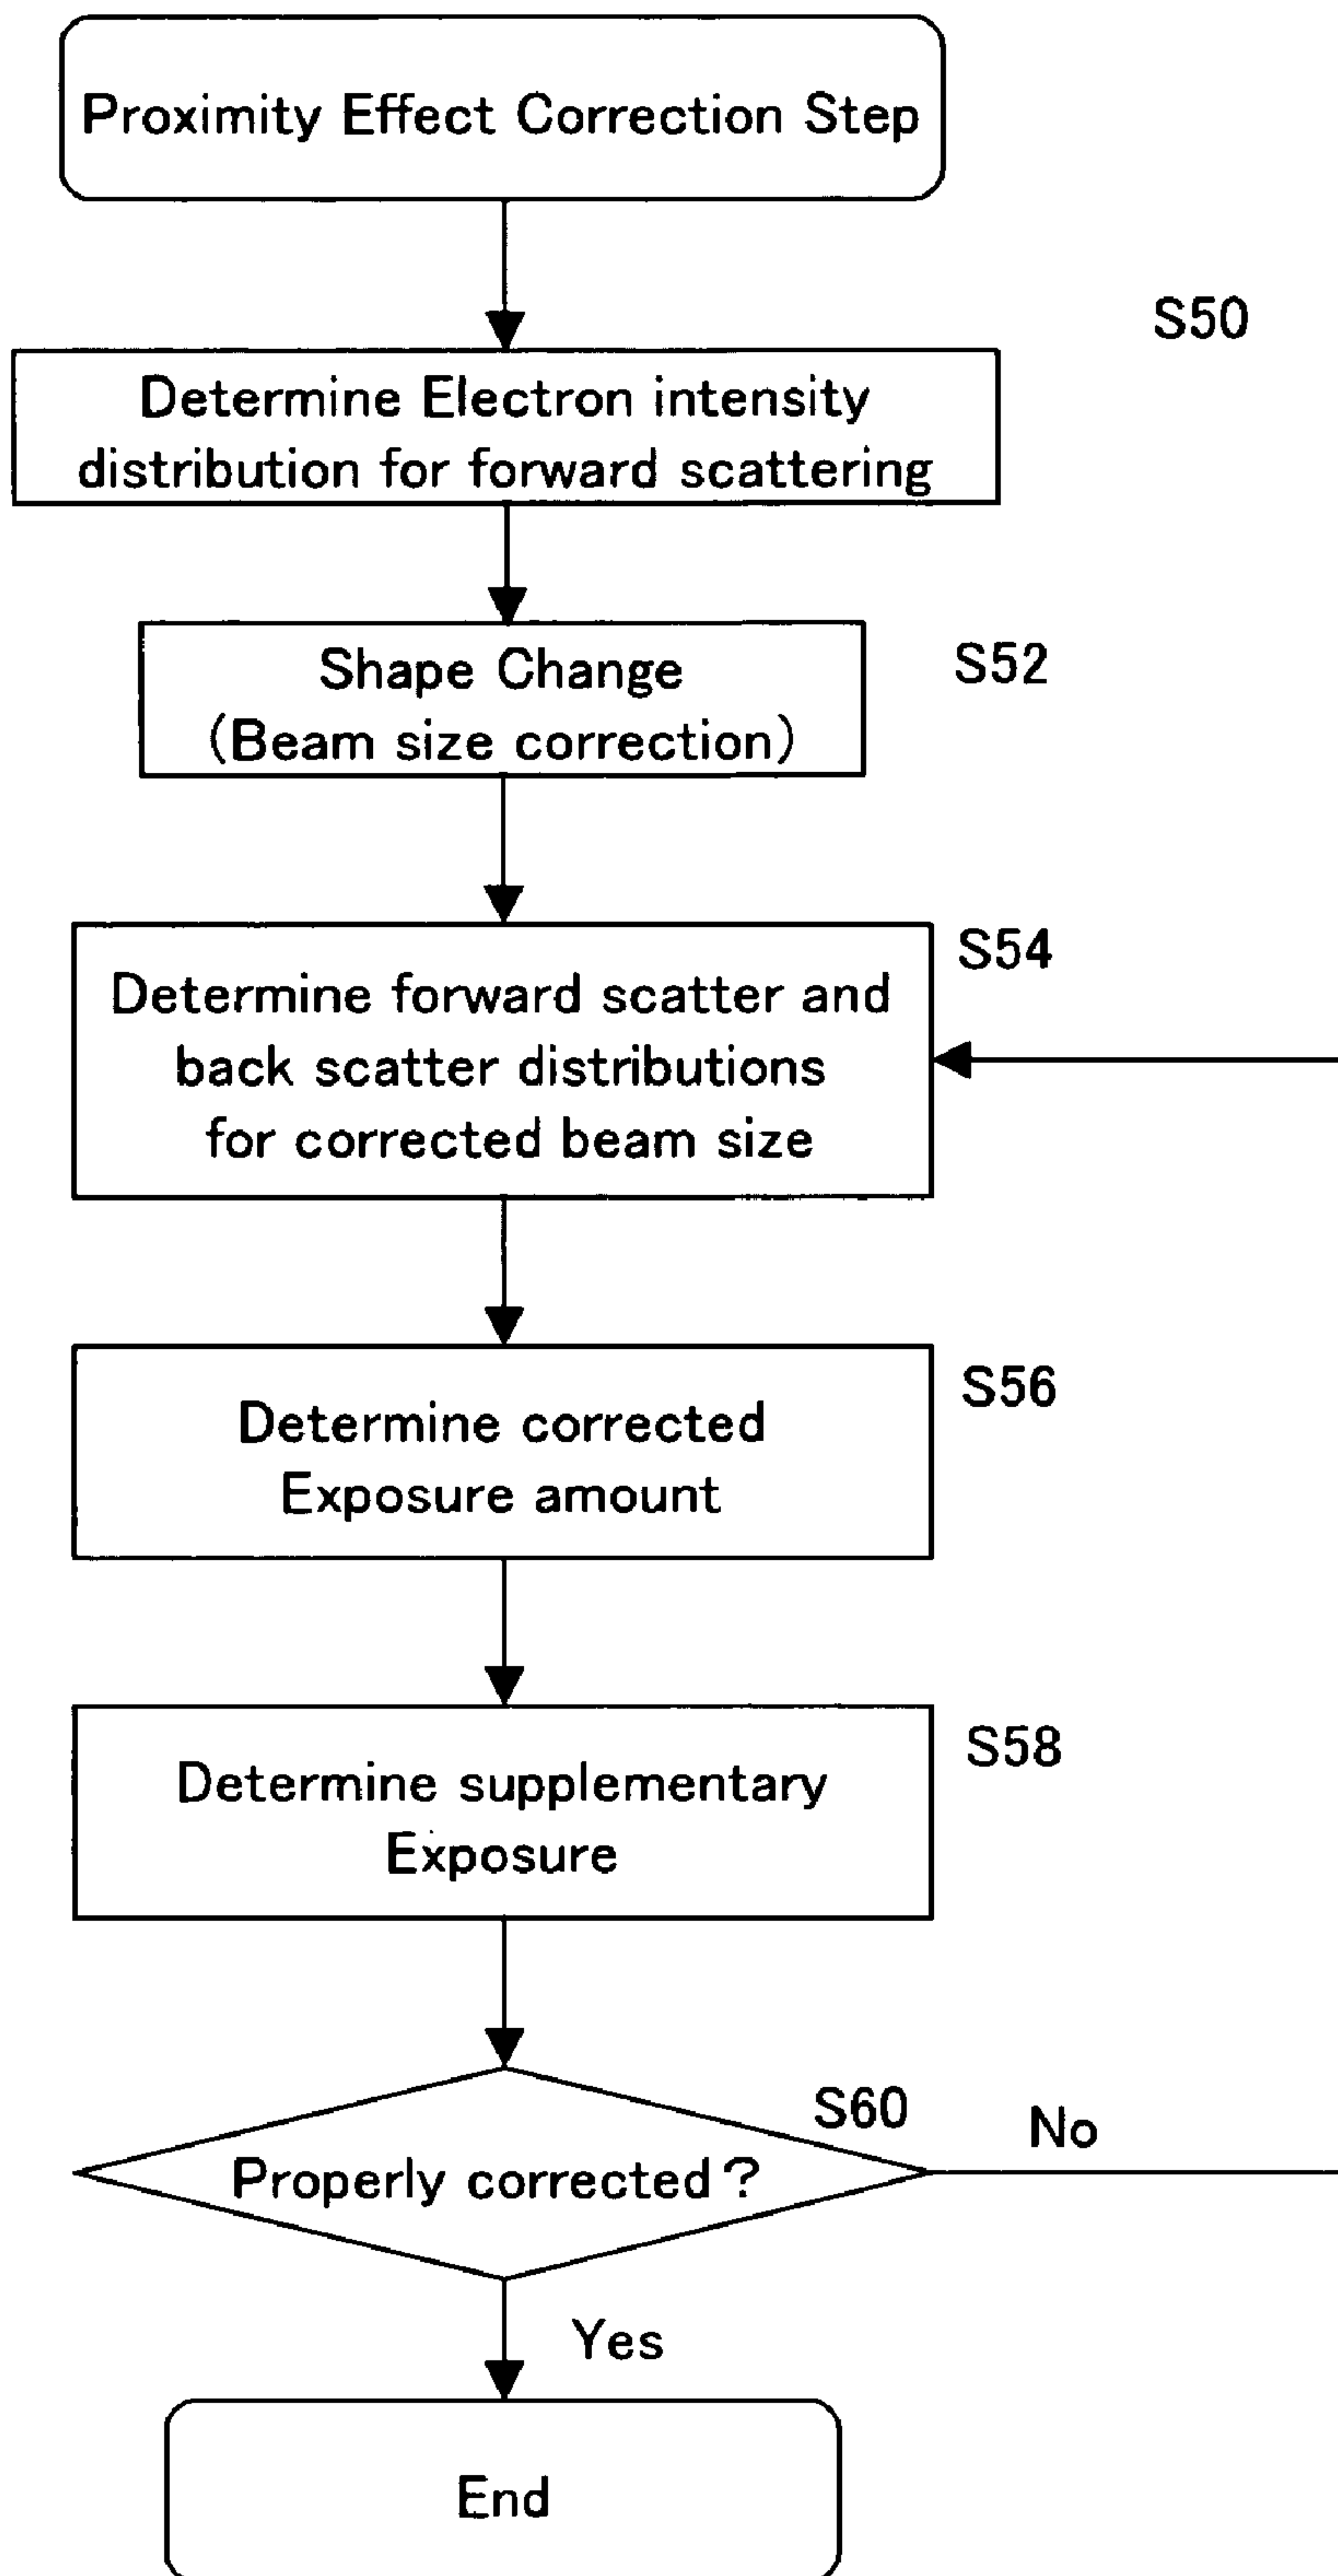 Proximity Effect Correction Step
S50
Determine Electron intensity
distribution for forward scattering
Shape Change
(Beam size correction)
S52
Determine forward scatter and
back scatter distributions
for corrected beam size
S54
Determine corrected
Exposure amount
S56
Determine supplementary
Exposure
S58
S60
Properly corrected?
No
Yes
End